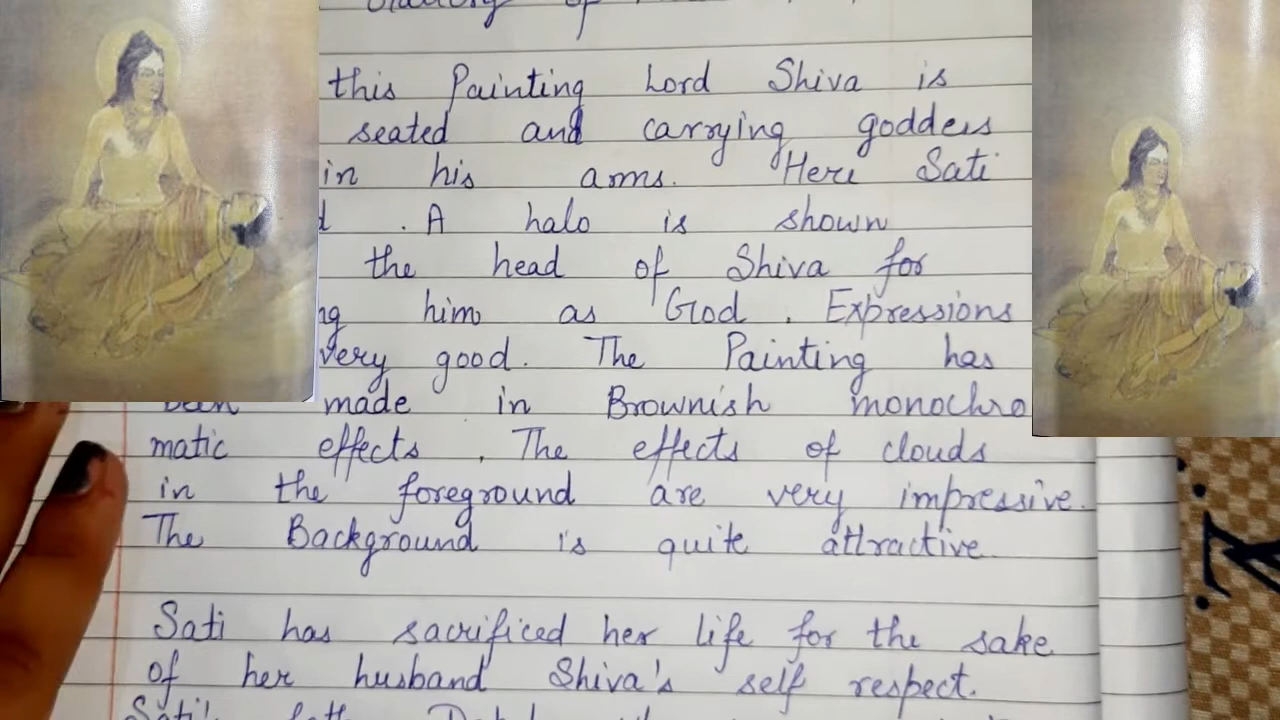 this Painting Lord Shiva is
seated and carrying goddess
in his arms. Here Sati
. A halo is shown
the head of Shiva for
him as God . Expressions
very good. The Painting has
been made in Brownish monochro
matic effects . The effects of clouds
in the foreground are very impressive.
The Background is quite attractive
Sati has sacrificed her life for the sake
of her husband Shiva's self respect.